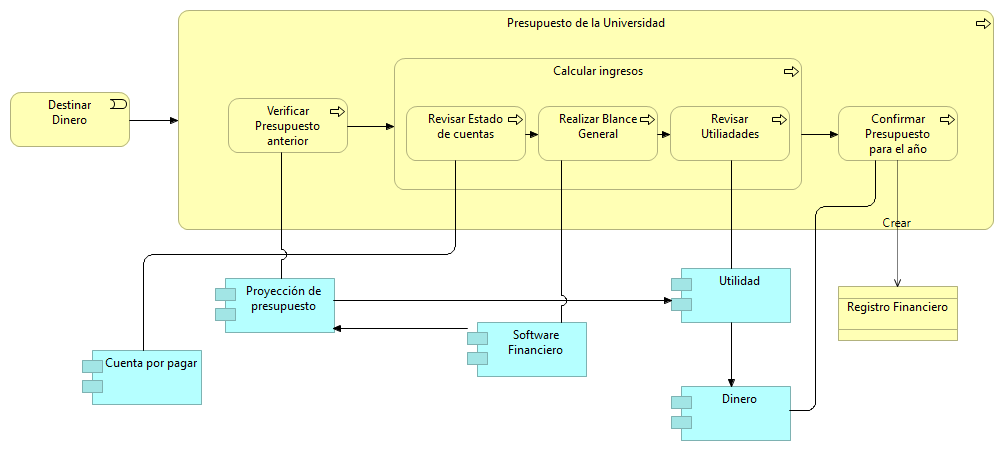 Presupuesto de la Universidad
Calcular ingresos
Destinar
Dinero
Verificar
Presupuesto
anterior
Revisar Estado
de cuentas
Realizar Blance
General
Revisar
Utiliadades
Confirmar
Presupuesto
para el año
Crear
Proyección de
presupuesto
Utilidad
Registro Financiero
Software
Financiero
Cuenta por pagar
Dinero